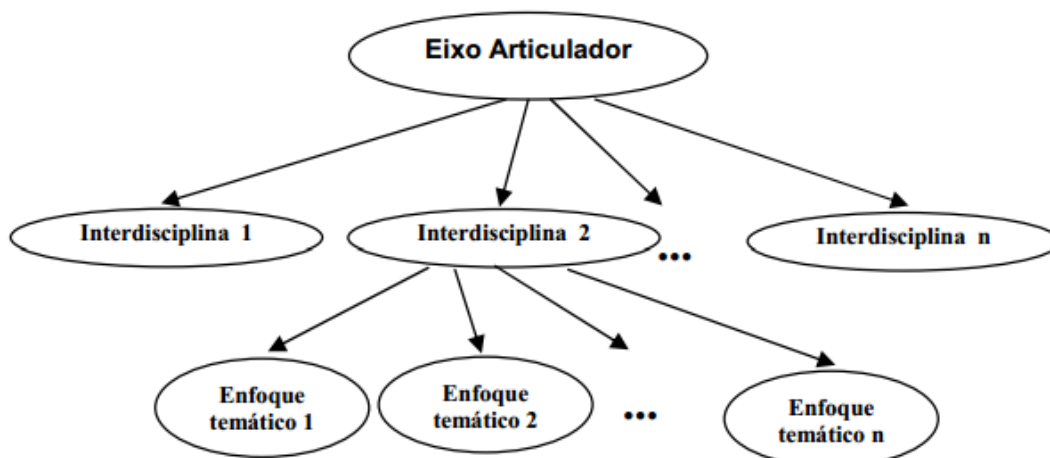 Eixo Articulador
Interdisciplina 1
Interdisciplina 2
...
Interdisciplina n
Enfoque
temático 1
Enfoque
temático 2
...
Enfoque
temático n